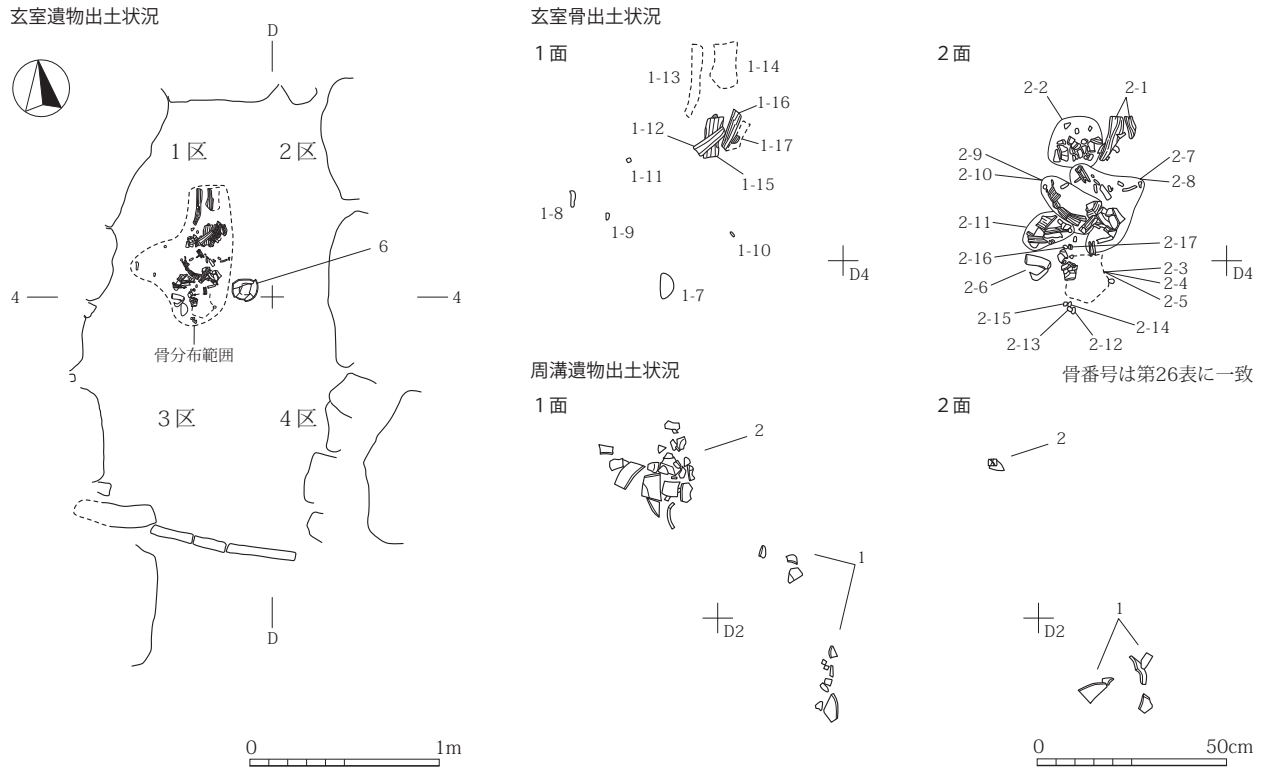 玄室遺物出土状況
D
1区
2区
6
4
4
骨分布範囲
3区
4区
D
0
1m
玄室骨出土状況
1面
1-13
1-14
1-16
1-12
1-17
1-11
1-15
1-8
1-9
1-10
D4
1-7
2面
2-2
2-1
2-9
2-7
2-10
2-8
2-11
2-17
2-16
2-3
D4
2-6
2-4
2-5
2-15
2-14
2-13
2-12
骨番号は第26表に一致
周溝遺物出土状況
1面
2
1
D2
2面
2
1
D2
0
50cm